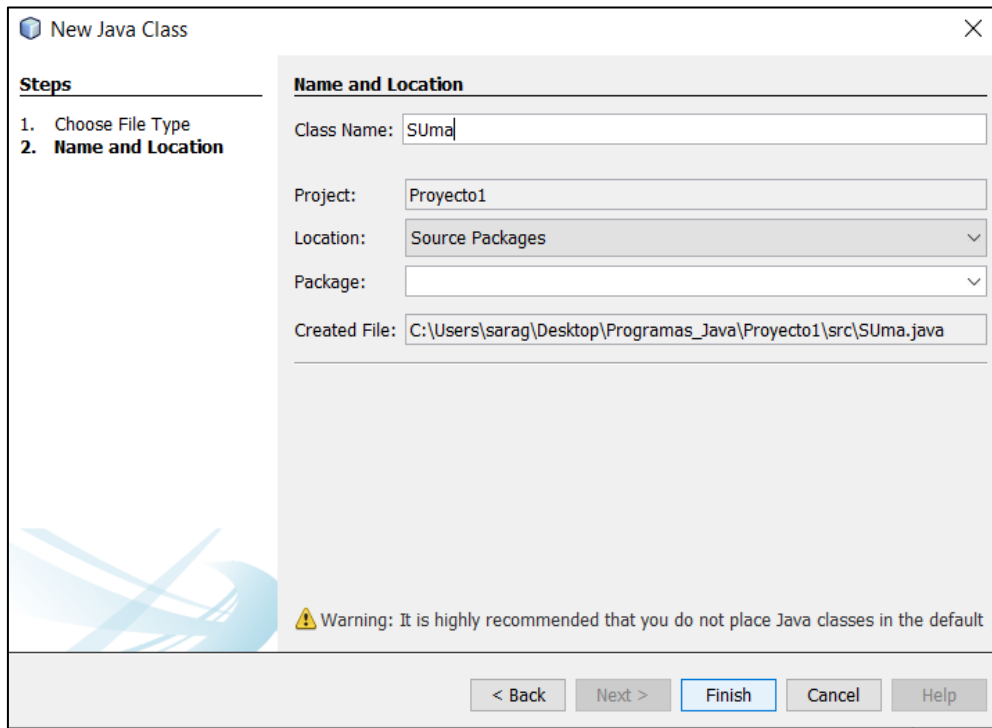 New Java Class
Steps
1. Choose File Type
2. Name and Location
Name and Location
Class Name: SUma
Project: Proyecto1
Location: Source Packages
Package:
Created File: C:\Users\sarag\Desktop\Programas_Java\Proyecto1\src\SUma.java
Warning: It is highly recommended that you do not place Java classes in the default
< Back Next > Finish Cancel Help